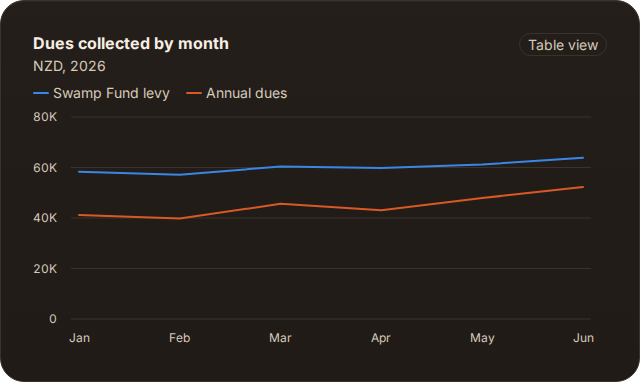 Dues collected by month
Table view
NZD, 2026
Swamp Fund levy
Annual dues
80K
60K
40K
20K
0
Jan Feb Mar Apr May Jun